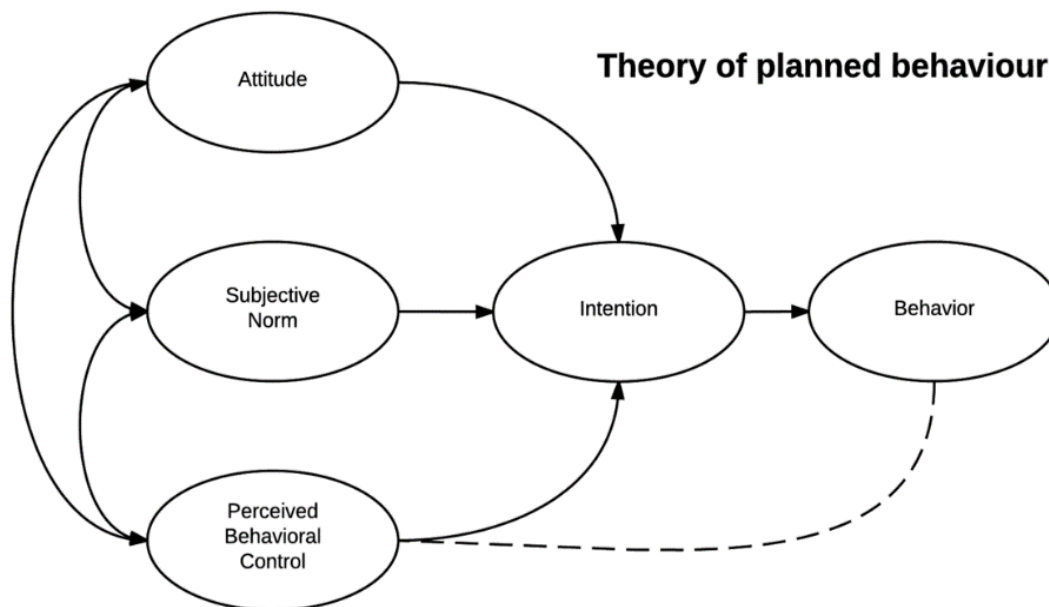 Attitude
Theory of planned behaviour
Subjective
Norm
Intention
Behavior
Perceived
Behavioral
Control